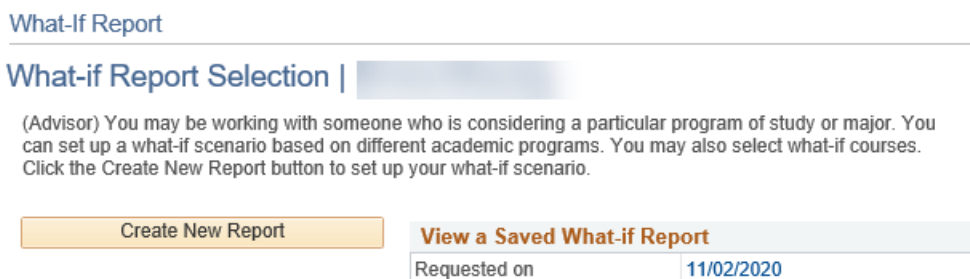 What-If Report
What-if Report Selection |
(Advisor) You may be working with someone who is considering a particular program of study or major. You
can set up a what-if scenario based on different academic programs. You may also select what-if courses.
Click the Create New Report button to set up your what-if scenario.
Create New Report
View a Saved What-if Report
Requested on 11/02/2020